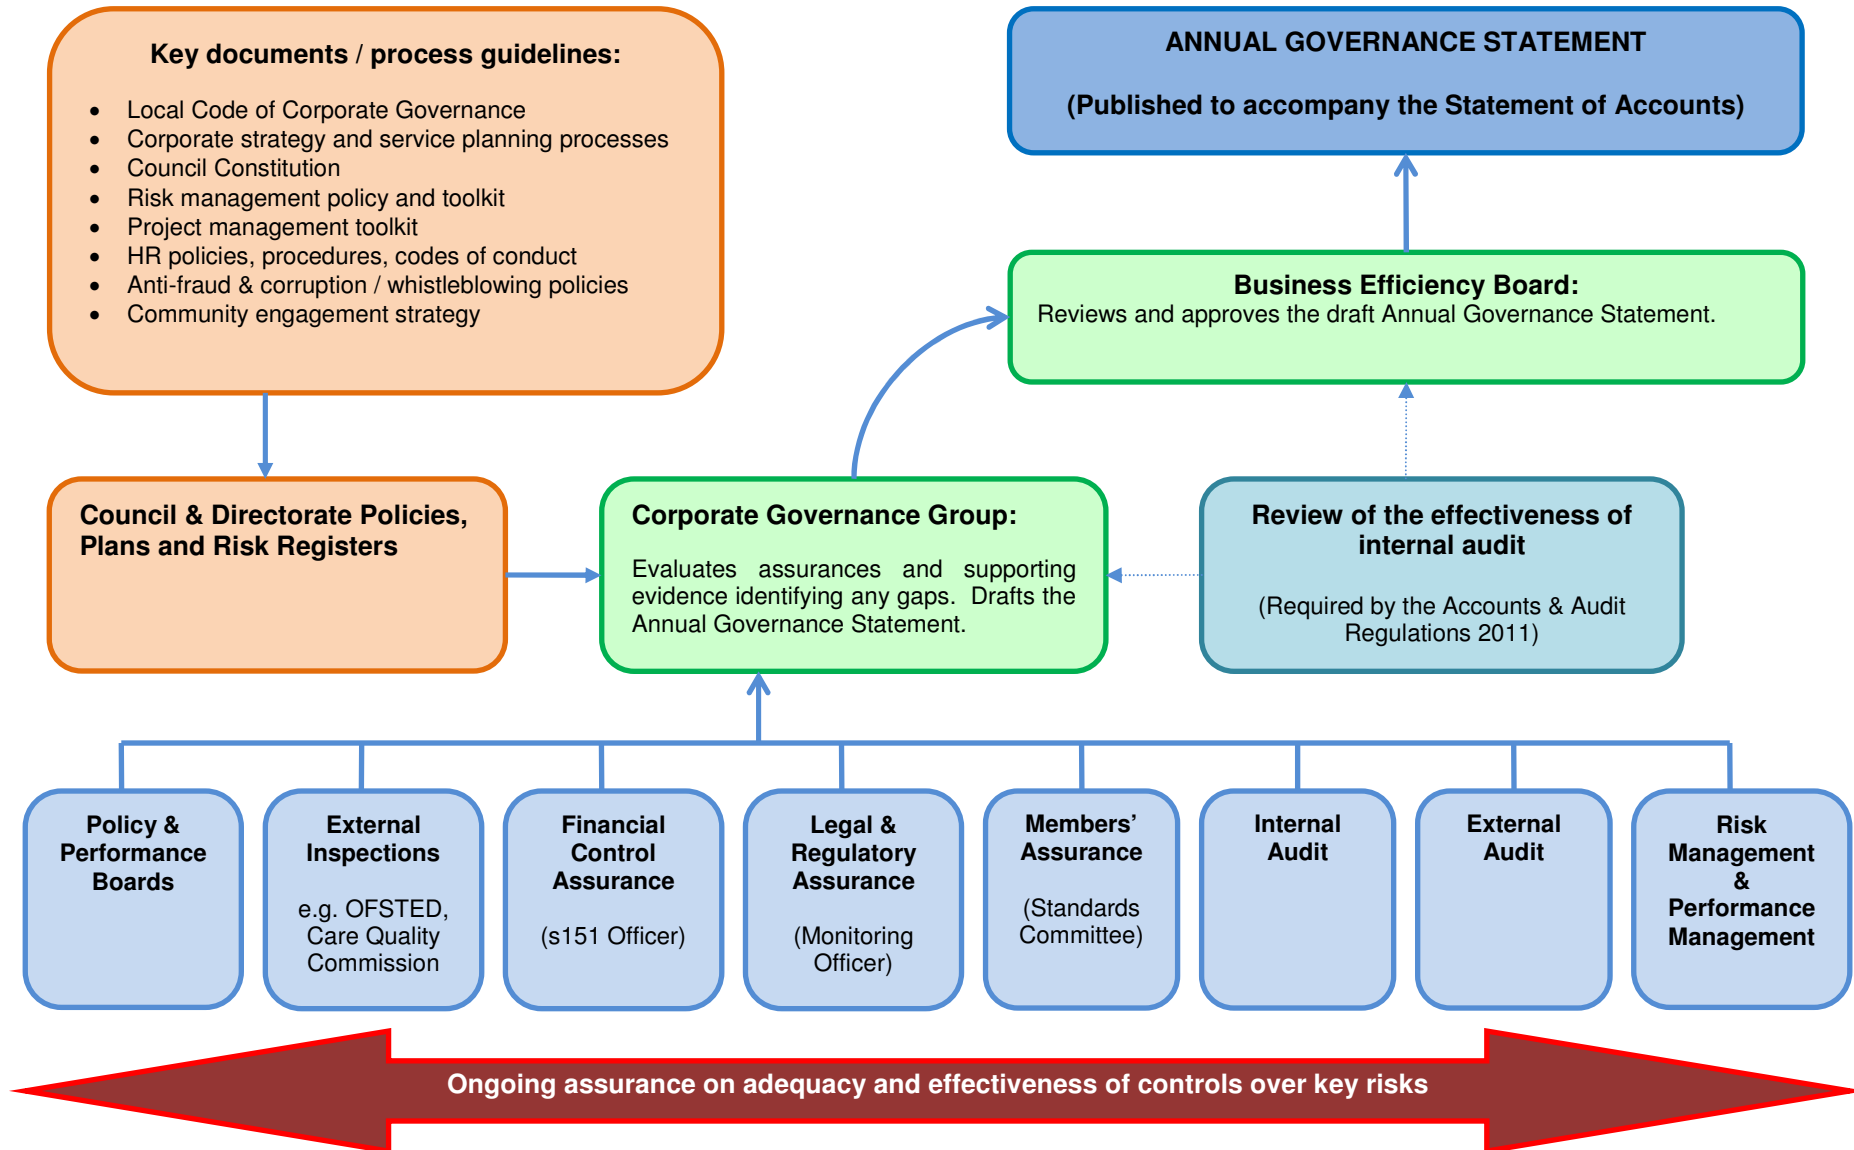 Key documents / process guidelines:
• Local Code of Corporate Governance
• Corporate strategy and service planning processes
• Council Constitution
• Risk management policy and toolkit
• Project management toolkit
• HR policies, procedures, codes of conduct
• Anti-fraud & corruption / whistleblowing policies
• Community engagement strategy
ANNUAL GOVERNANCE STATEMENT
(Published to accompany the Statement of Accounts)
Business Efficiency Board:
Reviews and approves the draft Annual Governance Statement.
Council & Directorate Policies,
Plans and Risk Registers
Corporate Governance Group:
Evaluates assurances and supporting
evidence identifying any gaps. Drafts the
Annual Governance Statement.
Review of the effectiveness of
internal audit
(Required by the Accounts & Audit
Regulations 2011)
Policy &
Performance
Boards
External
Inspections
e.g. OFSTED,
Care Quality
Commission
Financial
Control
Assurance
(s151 Officer)
Legal &
Regulatory
Assurance
(Monitoring
Officer)
Members’
Assurance
(Standards
Committee)
Internal
Audit
External
Audit
Risk
Management
&
Performance
Management
Ongoing assurance on adequacy and effectiveness of controls over key risks